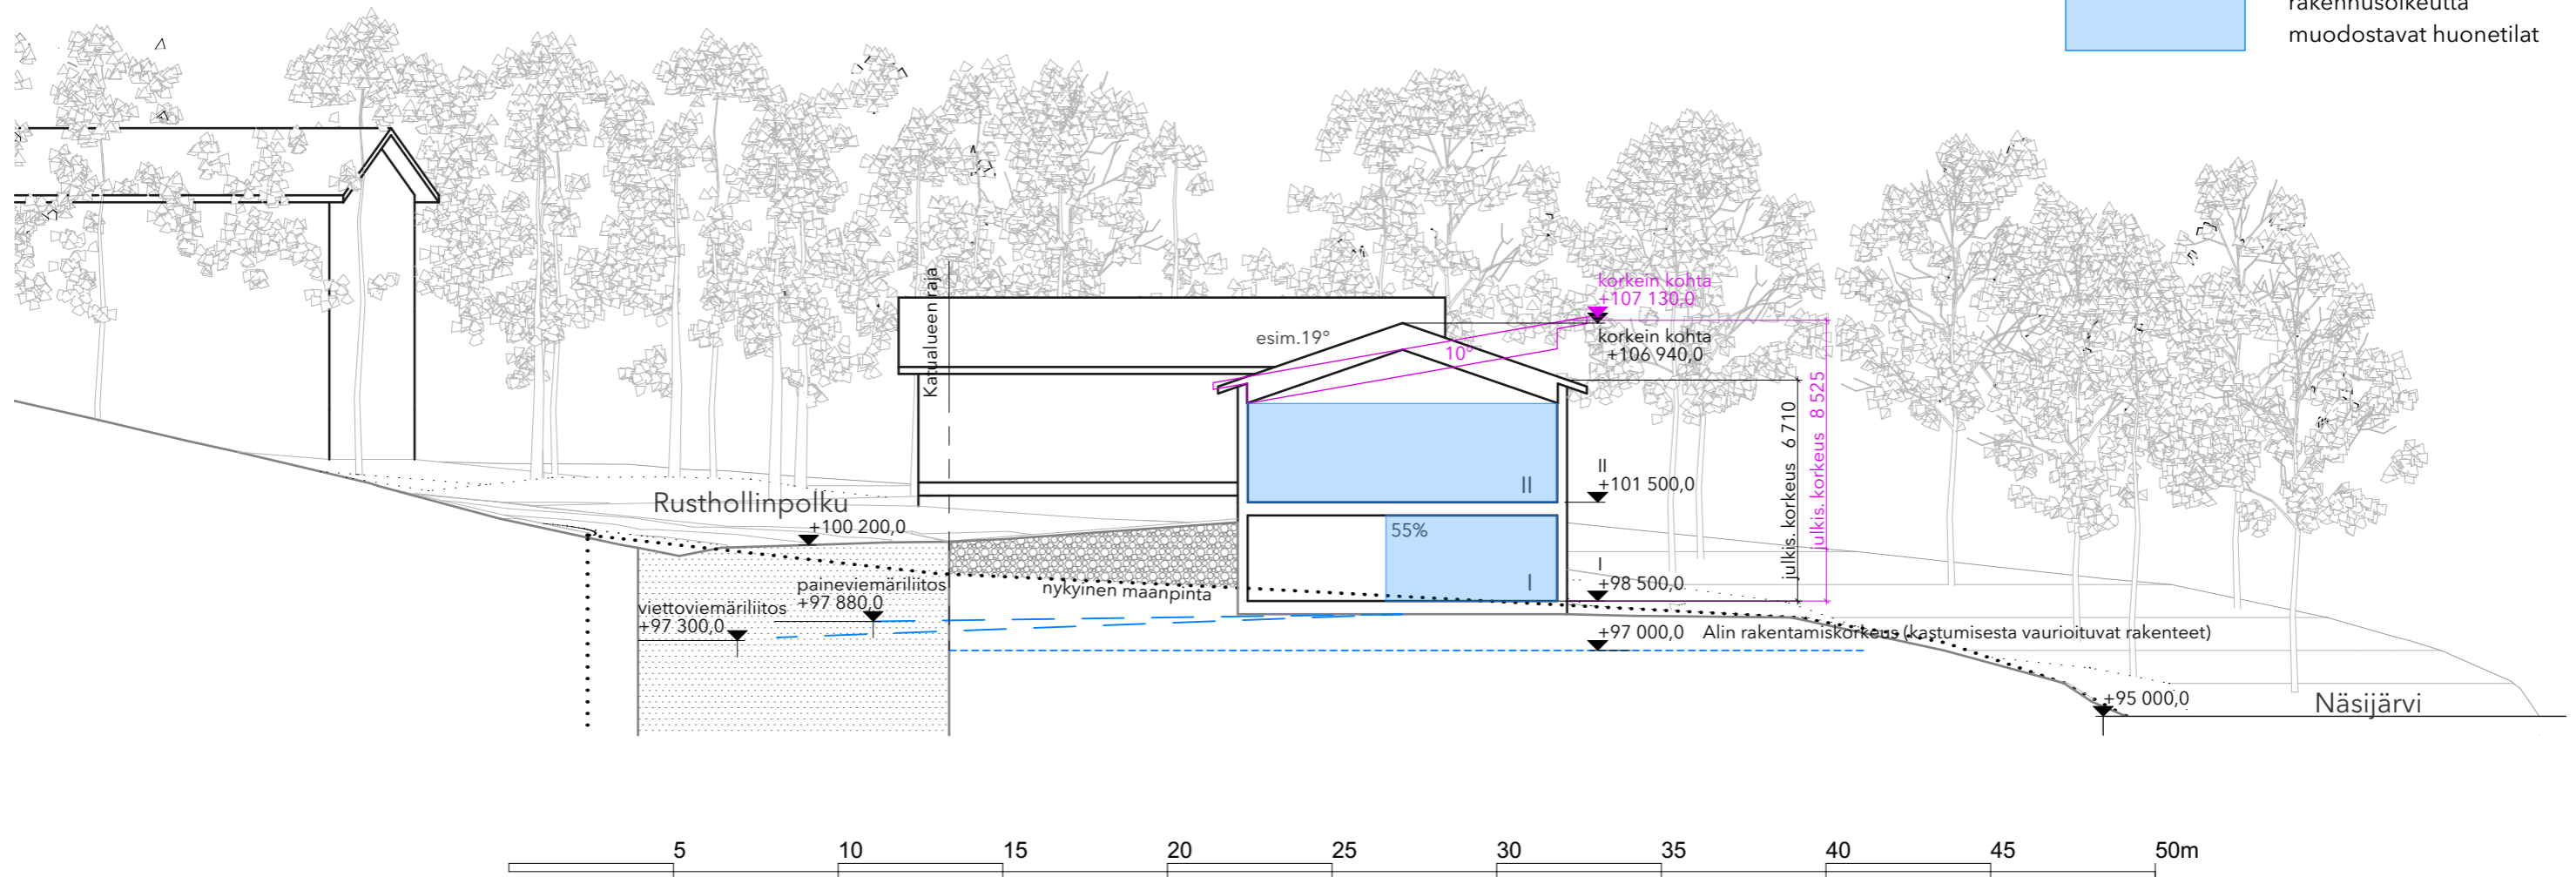 rakennusoikeutta
muodostavat huonetilat
Katualueen raja
korkein kohta
+107 130,0
esim.19°
10°
korkein kohta
+106 940,0
julkis. korkeus 6 710
julkis. korkeus 8 525
II
+101 500,0
II
Rusthollinpolku
+100 200,0
55%
I
+98 500,0
I
nykyinen maanpinta
paineviemäriliitos
+97 880,0
viettoviemäriliitos
+97 300,0
+97 000,0 Alin rakentamiskorkeus (kastumisesta vaurioituvat rakenteet)
+95 000,0
Näsijärvi
5 10 15 20 25 30 35 40 45 50m